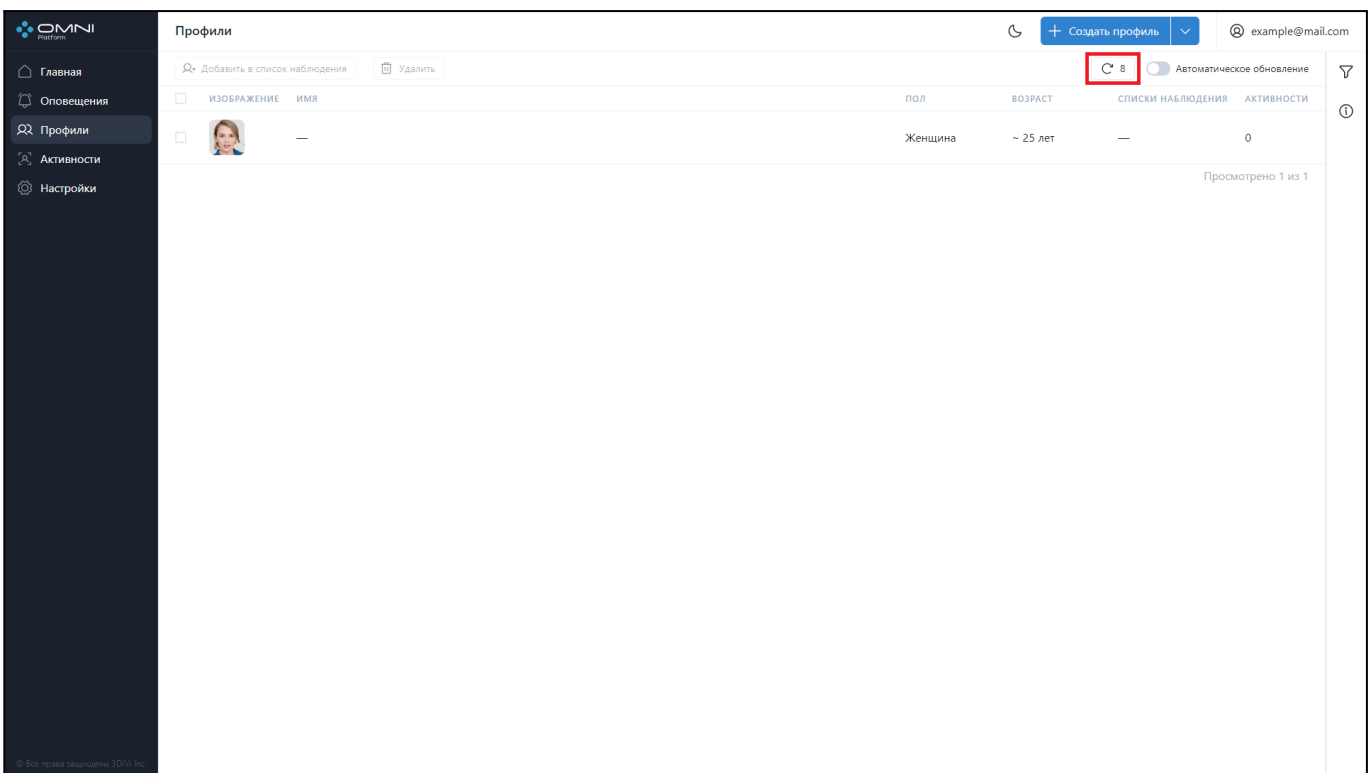 OMNI
Platform
Профили
Создать профиль
example@mail.com
Главная
Оповещения
Профили
Активности
Настройки
Добавить в список наблюдения
Удалить
8
Автоматическое обновление
ИЗОБРАЖЕНИЕ ИМЯ ПОЛ ВОЗРАСТ СПИСКИ НАБЛЮДЕНИЯ АКТИВНОСТИ
— Женщина ~ 25 лет — 0
Просмотрено 1 из 1
© Все права защищены 3DiVi Inc.